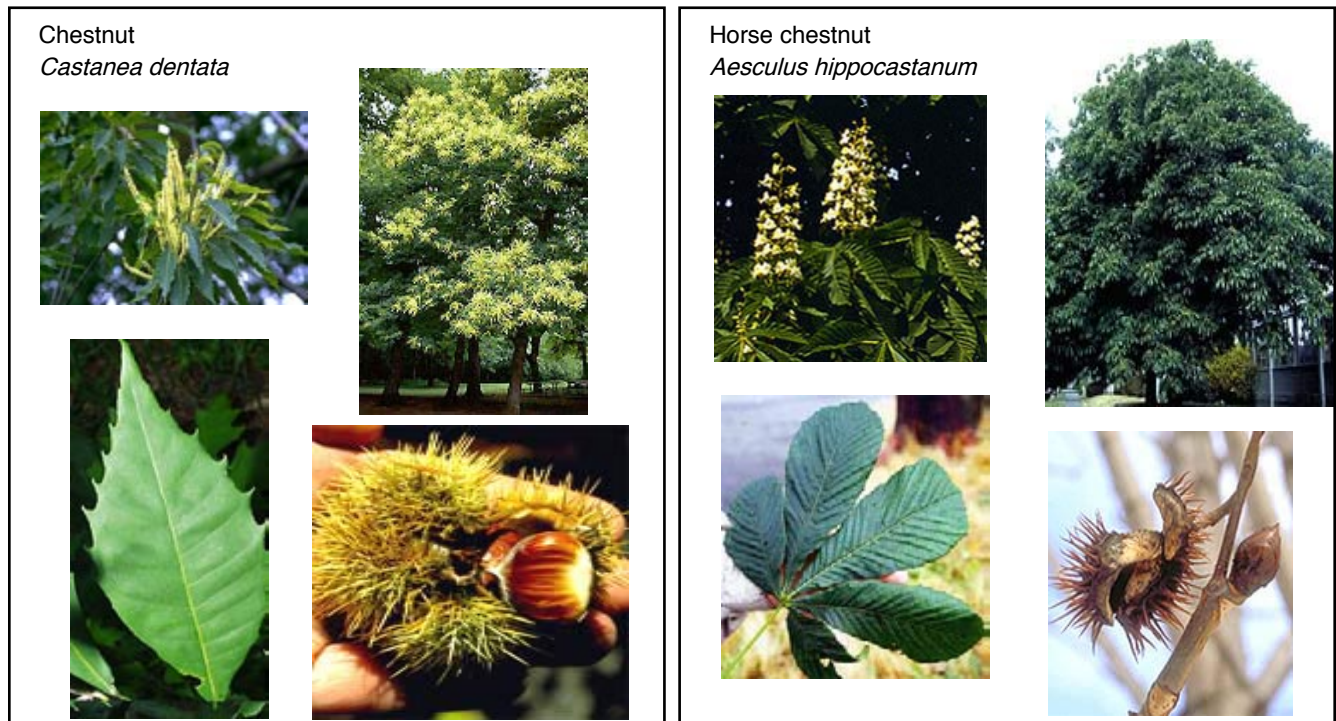 Chestnut
Castanea dentata
Horse chestnut
Aesculus hippocastanum